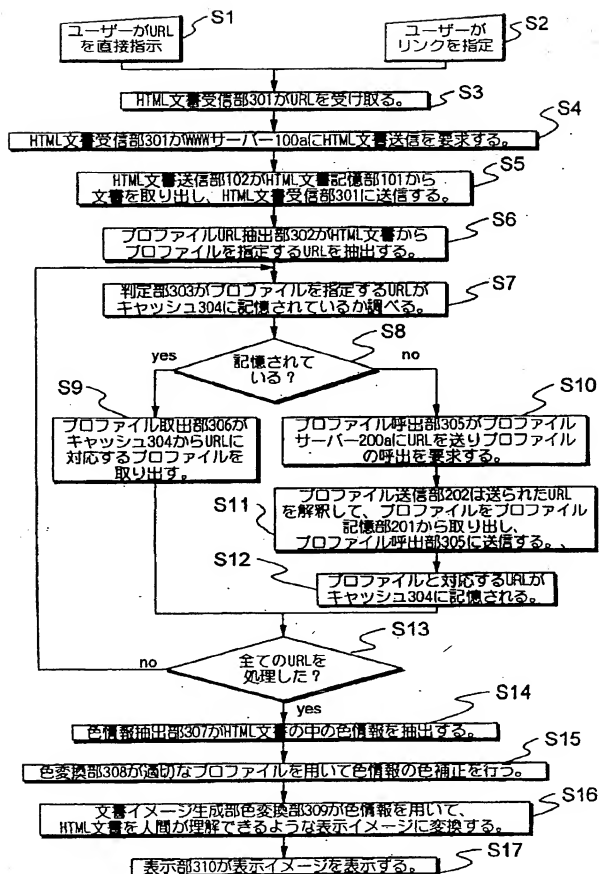 S1
ユーザーがURL
を直接指示
S2
ユーザーが
リンクを指定
S3
HTML文書受信部301がURLを受け取る。
S4
HTML文書受信部301がWWWサーバー100aにHTML文書送信を要求する。
S5
HTML文書送信部102がHTML文書記憶部101から
文書を取り出し、HTML文書受信部301に送信する。
S6
プロファイルURL抽出部302がHTML文書から
プロファイルを指定するURLを抽出する。
S7
判定部303がプロファイルを指定するURLが
キャッシュ304に記憶されているか調べる。
S8
記憶されて
いる?
yes
no
S9
プロファイル取出部306が
キャッシュ304からURLに
対応するプロファイルを
取り出す。
S10
プロファイル呼出部305がプロファイル
サーバー200aにURLを送りプロファイル
の呼出を要求する。
S11
プロファイル送信部202は送られたURL
を解釈して、プロファイルをプロファイル
記憶部201から取り出し、
プロファイル呼出部305に送信する。、
S12
プロファイルと対応するURLが
キャッシュ304に記憶される。
S13
全てのURLを
処理した?
no
yes
S14
色情報抽出部307がHTML文書の中の色情報を抽出する。
S15
色変換部308が適切なプロファイルを用いて色情報の色補正を行う。
S16
文書イメージ生成部色変換部309が色情報を用いて、
HTML文書を人間が理解できるような表示イメージに変換する。
S17
表示部310が表示イメージを表示する。